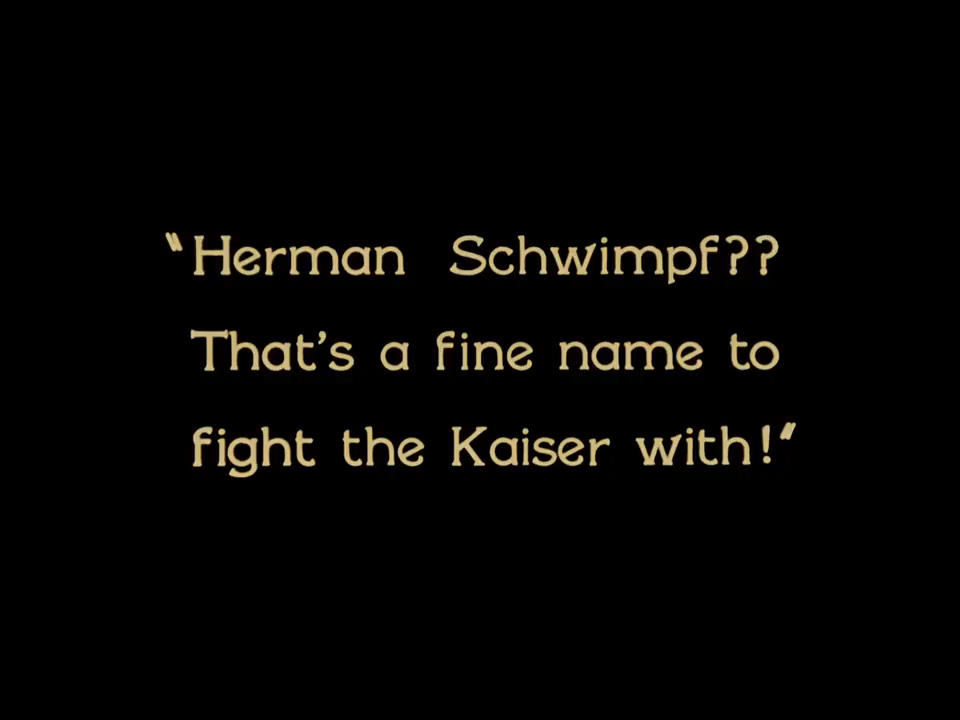 "Herman Schwimpf??
That's a fine name to
fight the Kaiser with!"